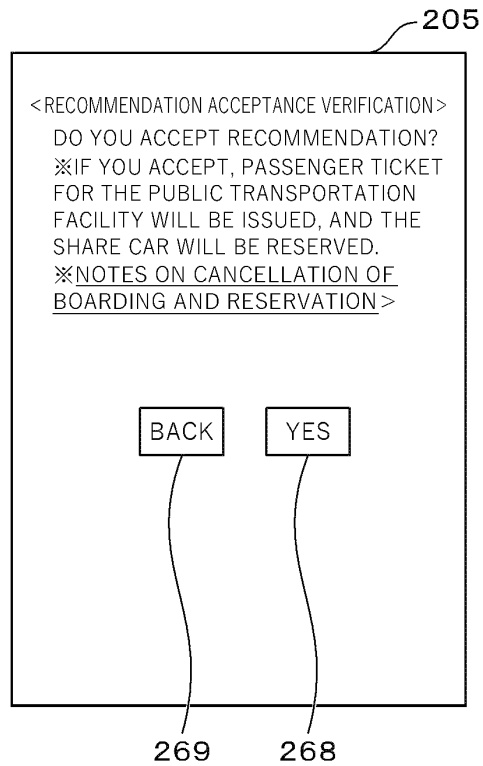 205
<RECOMMENDATION ACCEPTANCE VERIFICATION>
DO YOU ACCEPT RECOMMENDATION?
※IF YOU ACCEPT, PASSENGER TICKET
FOR THE PUBLIC TRANSPORTATION
FACILITY WILL BE ISSUED, AND THE
SHARE CAR WILL BE RESERVED.
※NOTES ON CANCELLATION OF
BOARDING AND RESERVATION>
BACK YES
269 268